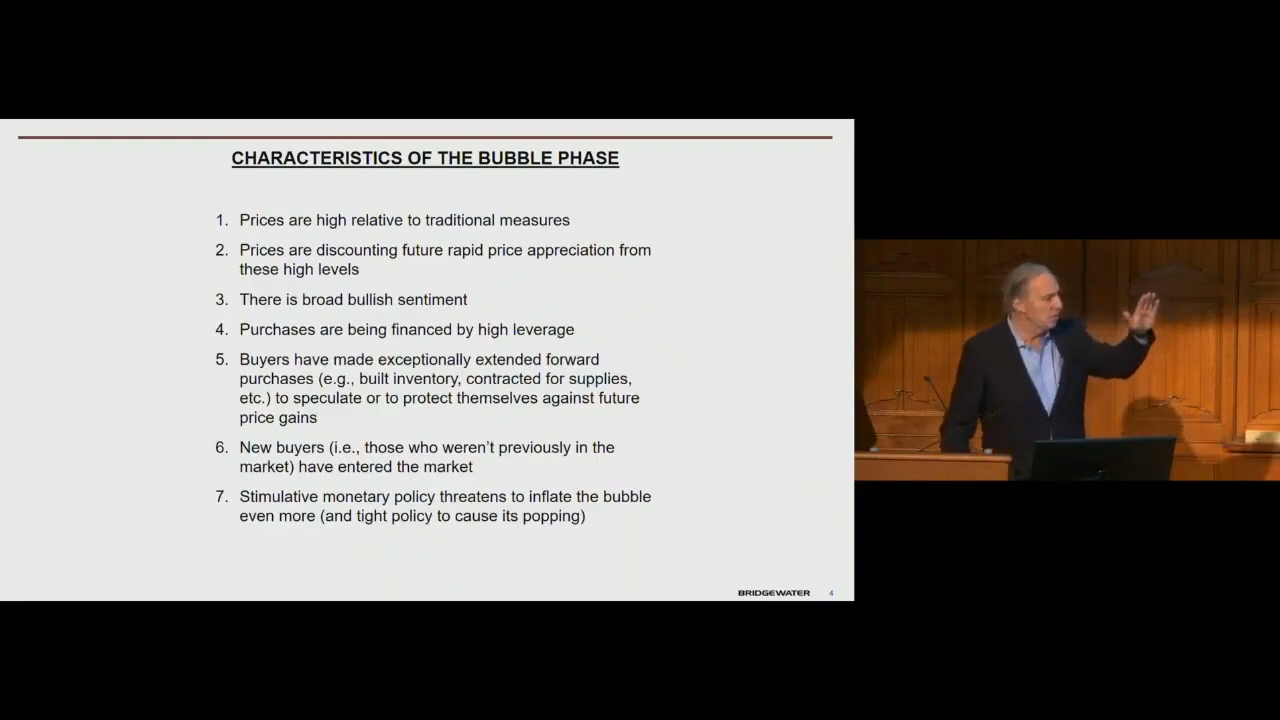 CHARACTERISTICS OF THE BUBBLE PHASE
1. Prices are high relative to traditional measures
2. Prices are discounting future rapid price appreciation from
these high levels
3. There is broad bullish sentiment
4. Purchases are being financed by high leverage
5. Buyers have made exceptionally extended forward
purchases (e.g., built inventory, contracted for supplies,
etc.) to speculate or to protect themselves against future
price gains
6. New buyers (i.e., those who weren’t previously in the
market) have entered the market
7. Stimulative monetary policy threatens to inflate the bubble
even more (and tight policy to cause its popping)
BRIDGEWATER 4